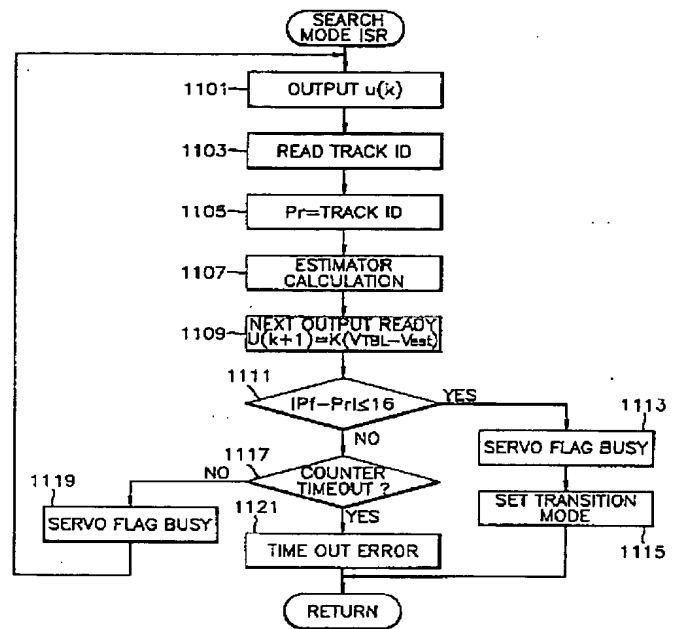 SEARCH
MODE ISR
1101
OUTPUT u(k)
1103
READ TRACK ID
1105
Pr=TRACK ID
1107
ESTIMATOR
CALCULATION
1109
NEXT OUTPUT READY
U(k+1)=K(VTBL-Vest)
1111
|Pf-Pr|≤16
YES
NO
1113
SERVO FLAG BUSY
SET TRANSITION
MODE
1115
1117
COUNTER
TIMEOUT ?
NO
YES
1119
SERVO FLAG BUSY
1121
TIME OUT ERROR
RETURN